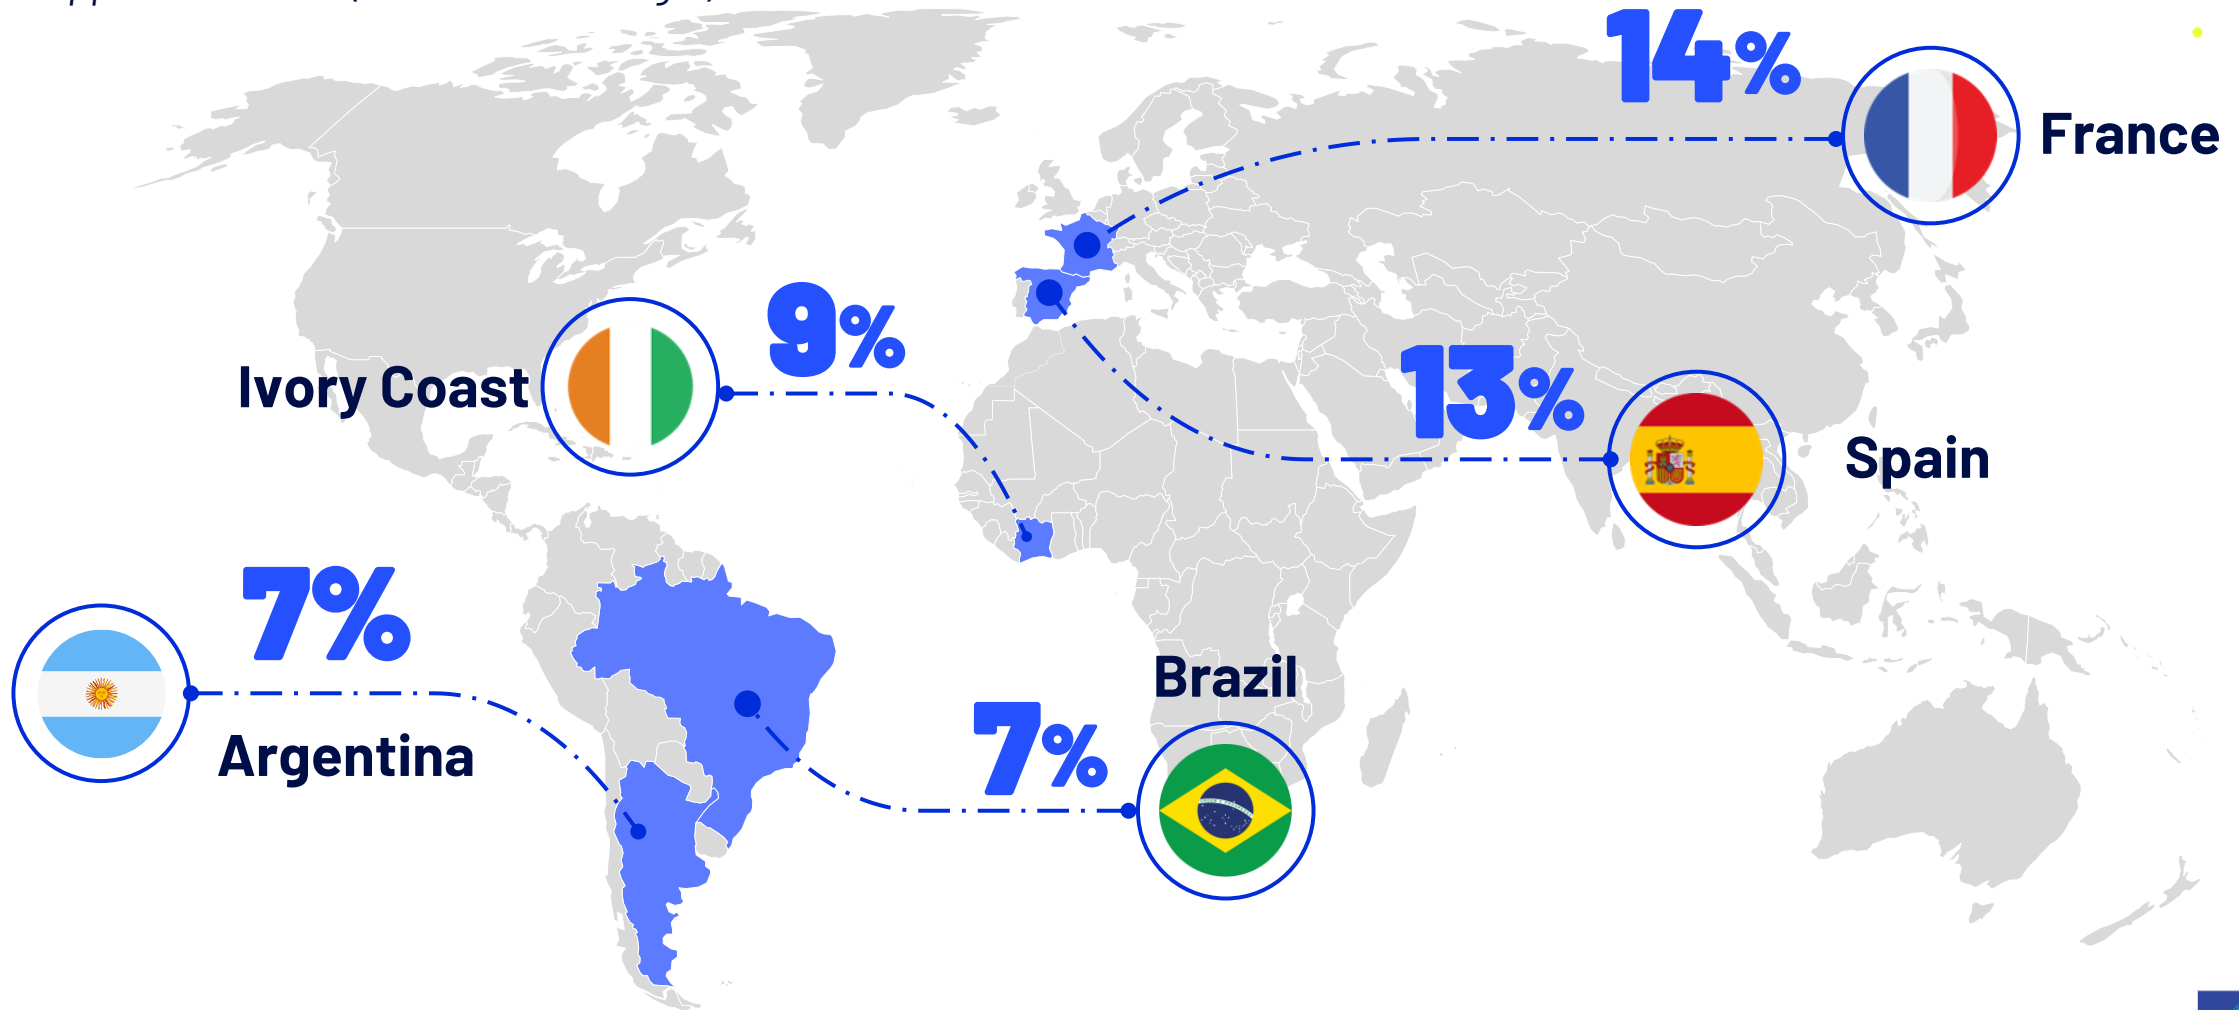 14%
France
9%
Ivory Coast
13%
Spain
7%
Argentina
Brazil
7%